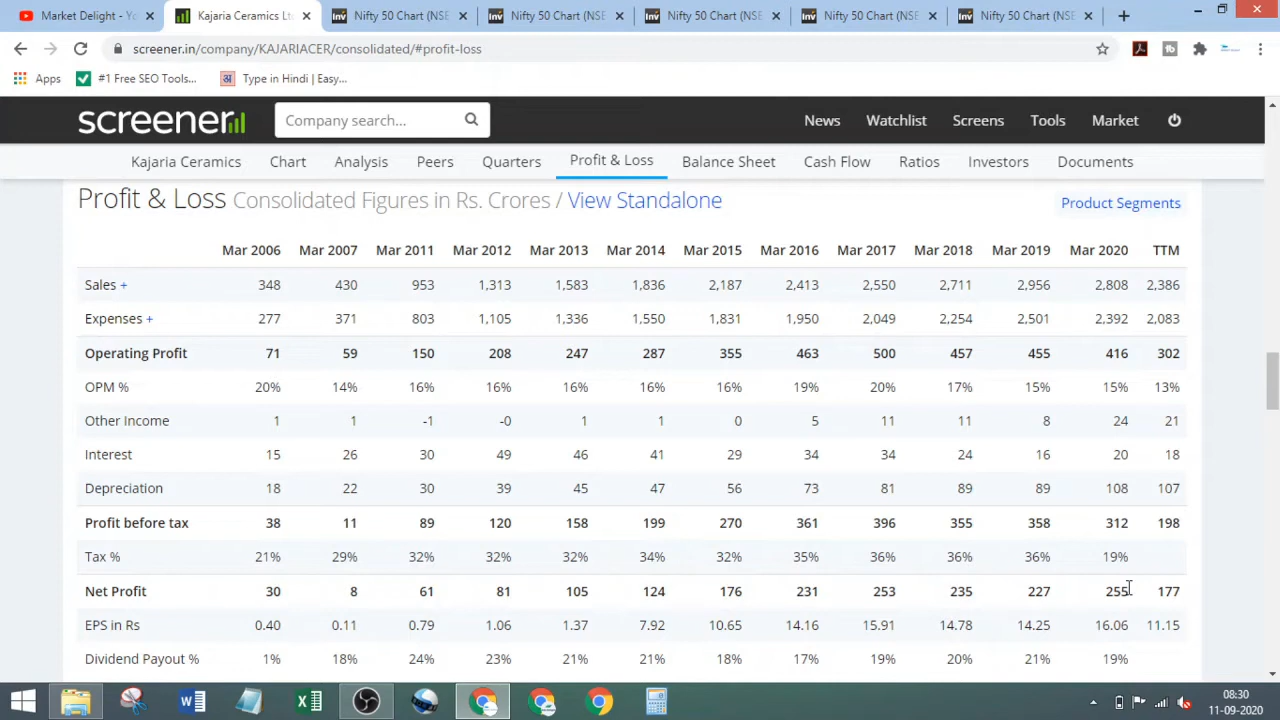 Market Delight - Yo
Kajaria Ceramics Lt
Nifty 50 Chart (NSE
Nifty 50 Chart (NSE
Nifty 50 Chart (NSE
Nifty 50 Chart (NSE
Nifty 50 Chart (NSE
screener.in/company/KAJARIACER/consolidated/#profit-loss
Apps #1 Free SEO Tools... Type in Hindi | Easy...
screener Company search... News Watchlist Screens Tools Market
Kajaria Ceramics Chart Analysis Peers Quarters Profit & Loss Balance Sheet Cash Flow Ratios Investors Documents
Profit & Loss Consolidated Figures in Rs. Crores / View Standalone Product Segments
Mar 2006 Mar 2007 Mar 2011 Mar 2012 Mar 2013 Mar 2014 Mar 2015 Mar 2016 Mar 2017 Mar 2018 Mar 2019 Mar 2020 TTM
Sales + 348 430 953 1,313 1,583 1,836 2,187 2,413 2,550 2,711 2,956 2,808 2,386
Expenses + 277 371 803 1,105 1,336 1,550 1,831 1,950 2,049 2,254 2,501 2,392 2,083
Operating Profit 71 59 150 208 247 287 355 463 500 457 455 416 302
OPM % 20% 14% 16% 16% 16% 16% 16% 19% 20% 17% 15% 15% 13%
Other Income 1 1 -1 -0 1 1 0 5 11 11 8 24 21
Interest 15 26 30 49 46 41 29 34 34 24 16 20 18
Depreciation 18 22 30 39 45 47 56 73 81 89 89 108 107
Profit before tax 38 11 89 120 158 199 270 361 396 355 358 312 198
Tax % 21% 29% 32% 32% 32% 34% 32% 35% 36% 36% 36% 19%
Net Profit 30 8 61 81 105 124 176 231 253 235 227 255 177
EPS in Rs 0.40 0.11 0.79 1.06 1.37 7.92 10.65 14.16 15.91 14.78 14.25 16.06 11.15
Dividend Payout % 1% 18% 24% 23% 21% 21% 18% 17% 19% 20% 21% 19%
08:30
11-09-2020